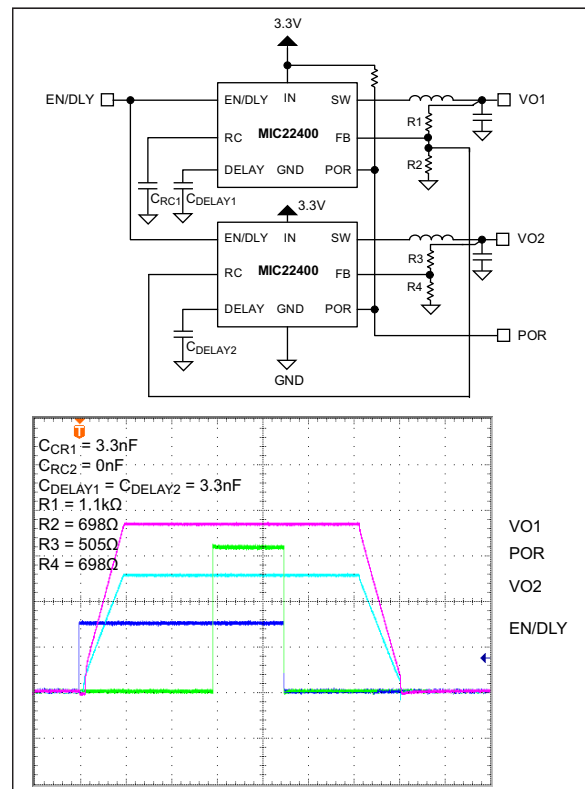 3.3V
EN/DLY
EN/DLY IN SW
VO1
RC FB
MIC22400
R1
DELAY GND POR
R2
CRC1
CDELAY1
3.3V
EN/DLY IN SW
VO2
RC FB
MIC22400
R3
R4
DELAY GND POR
POR
CDELAY2
GND
T
CCR1 = 3.3nF
CRC2 = 0nF
CDELAY1 = CDELAY2 = 3.3nF
R1 = 1.1kΩ
R2 = 698Ω
R3 = 505Ω
R4 = 698Ω
VO1
POR
VO2
EN/DLY